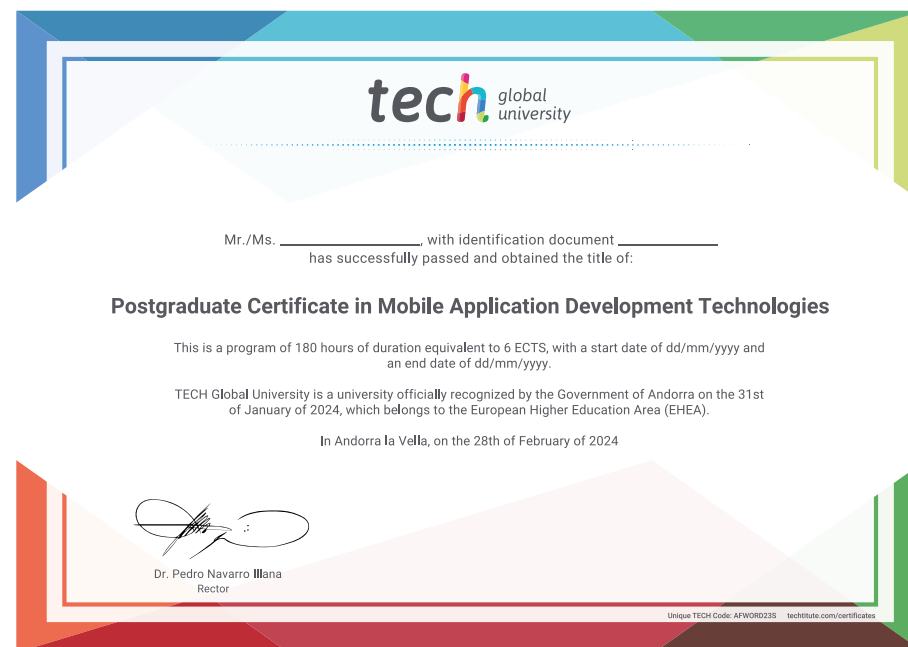 tech global university
Mr./Ms. ____________, with identification document ____________
has successfully passed and obtained the title of:
Postgraduate Certificate in Mobile Application Development Technologies
This is a program of 180 hours of duration equivalent to 6 ECTS, with a start date of dd/mm/yyyy and
an end date of dd/mm/yyyy.
TECH Global University is a university officially recognized by the Government of Andorra on the 31st
of January of 2024, which belongs to the European Higher Education Area (EHEA).
In Andorra la Vella, on the 28th of February of 2024
Dr. Pedro Navarro Illana
Rector
Unique TECH Code: AFWORD23S techtitute.com/certificates